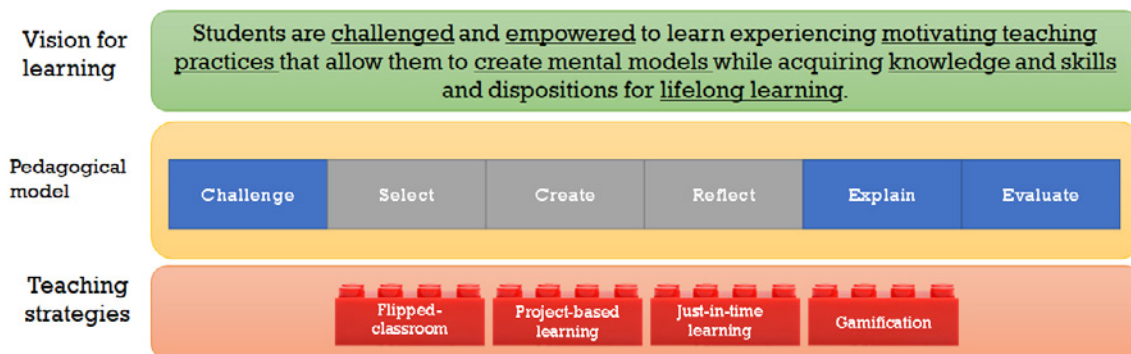 Vision for
learning
Students are challenged and empowered to learn experiencing motivating teaching
practices that allow them to create mental models while acquiring knowledge and skills
and dispositions for lifelong learning.
Pedagogical
model
Challenge
Select
Create
Reflect
Explain
Evaluate
Teaching
strategies
Flipped-
classroom
Project-based
learning
Just-in-time
learning
Gamification